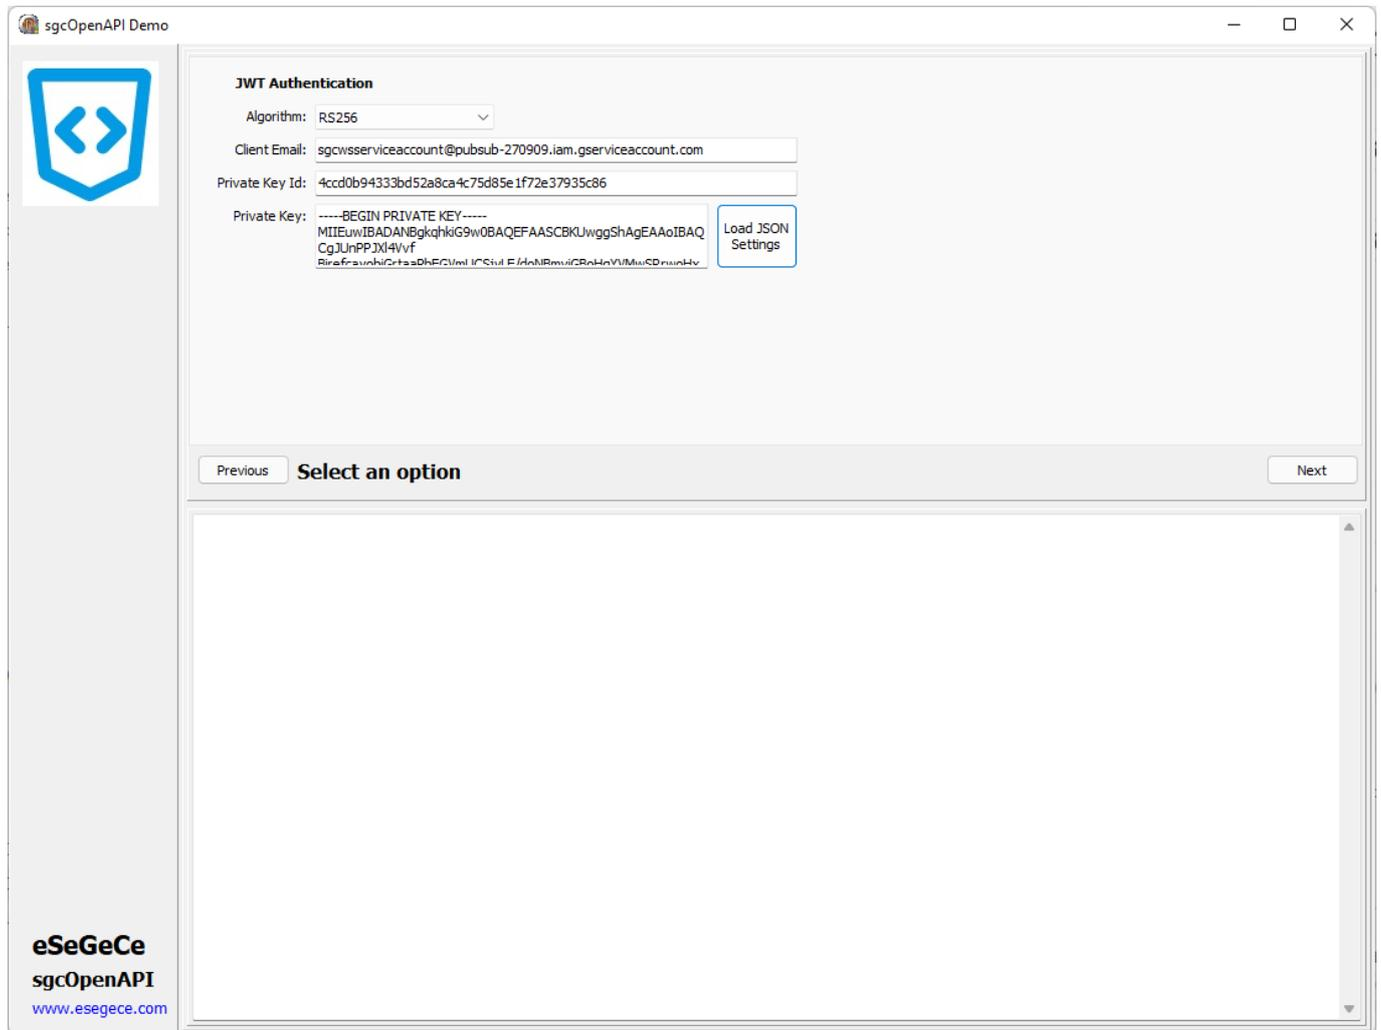 sgcOpenAPI Demo
JWT Authentication
Algorithm: RS256
Client Email: sgcwsserviceaccount@pubsub-270909.iam.gserviceaccount.com
Private Key Id: 4ccd0b94333bd52a8ca4c75d85e1f72e37935c86
Private Key: -----BEGIN PRIVATE KEY-----
MIIEuwIBADANBgkqhkiG9w0BAQEFAASCBKUwggShAgEAAoIBAQ
CgJUnPPJXl4Vvf
Load JSON
Settings
Previous Select an option Next
eSeGeCe
sgcOpenAPI
www.esegece.com